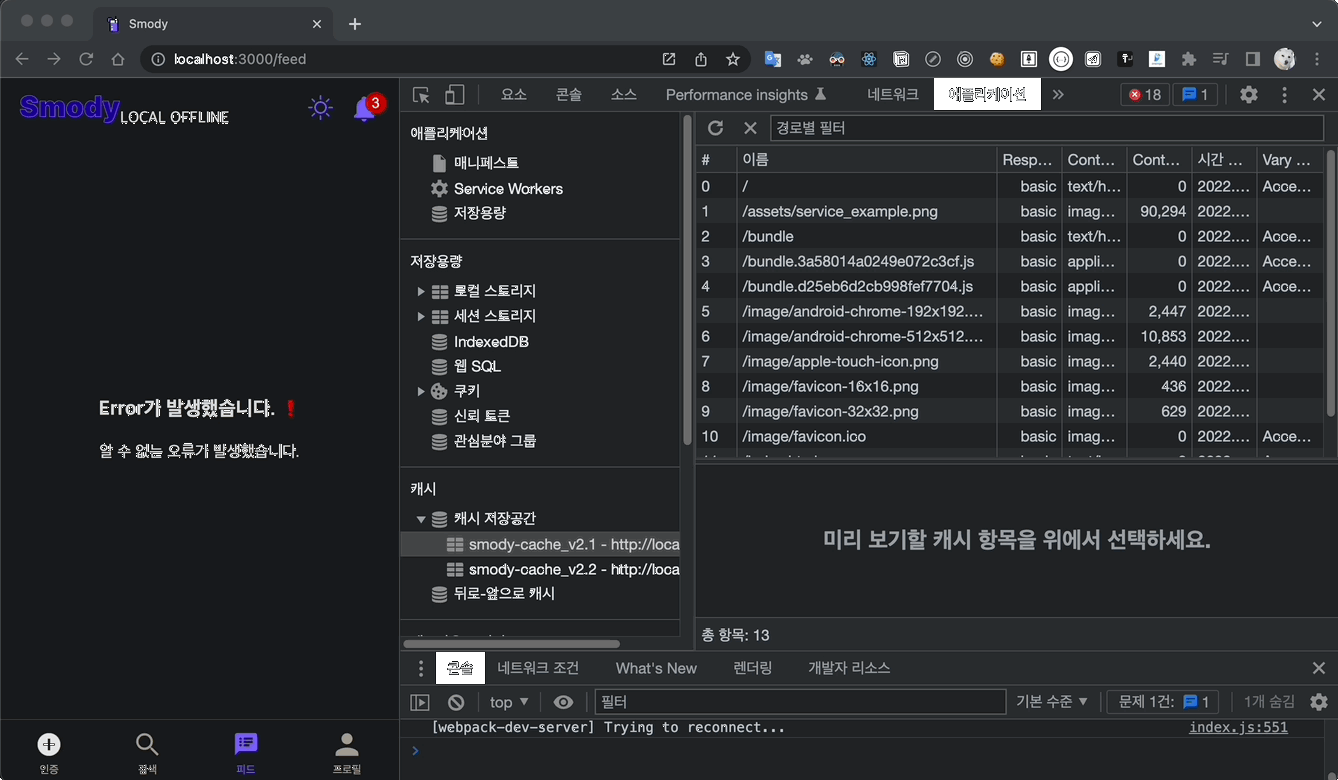 Smody
localhost:3000/feed
Smody LOCAL OFFLINE
3
Error가 발생했습니다. ❗
알 수 없는 오류가 발생했습니다.
인증
검색
피드
프로필
요소 콘솔 소스 Performance insights 네트워크 애플리케이션 » 18 1
애플리케이션
매니페스트
Service Workers
저장용량
저장용량
로컬 스토리지
세션 스토리지
IndexedDB
웹 SQL
쿠키
신뢰 토큰
관심분야 그룹
캐시
캐시 저장공간
smody-cache_v2.1 - http://loca
smody-cache_v2.2 - http://loca
뒤로-앞으로 캐시
경로별 필터
# 이름 Resp... Cont... Cont... 시간 ... Vary ...
0 / basic text/h... 0 2022.... Acce...
1 /assets/service_example.png basic imag... 90,294 2022....
2 /bundle basic text/h... 0 2022.... Acce...
3 /bundle.3a58014a0249e072c3cf.js basic appli... 0 2022.... Acce...
4 /bundle.d25eb6d2cb998fef7704.js basic appli... 0 2022.... Acce...
5 /image/android-chrome-192x192.... basic imag... 2,447 2022....
6 /image/android-chrome-512x512.... basic imag... 10,853 2022....
7 /image/apple-touch-icon.png basic imag... 2,440 2022....
8 /image/favicon-16x16.png basic imag... 436 2022....
9 /image/favicon-32x32.png basic imag... 629 2022....
10 /image/favicon.ico basic imag... 0 2022.... Acce...
미리 보기할 캐시 항목을 위에서 선택하세요.
총 항목: 13
콘솔 네트워크 조건 What's New 렌더링 개발자 리소스
top ▼ 필터 기본 수준 ▼ 문제 1건: 1 1개 숨김
[webpack-dev-server] Trying to reconnect... index.js:551